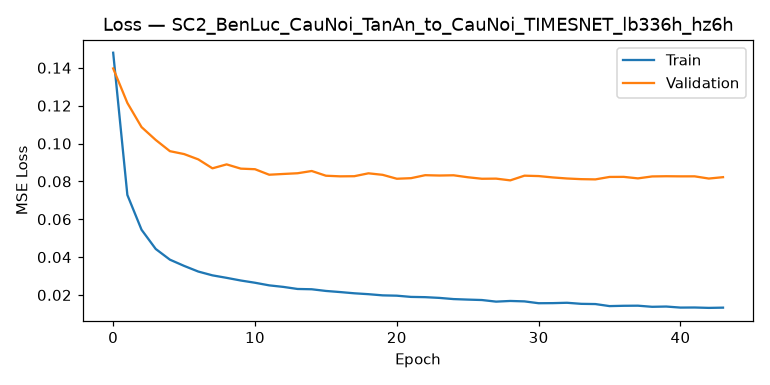 Loss — SC2_BenLuc_CauNoi_TanAn_to_CauNoi_TIMESNET_lb336h_hz6h
Train
Validation
MSE Loss
0.14
0.12
0.10
0.08
0.06
0.04
0.02
0 10 20 30 40
Epoch